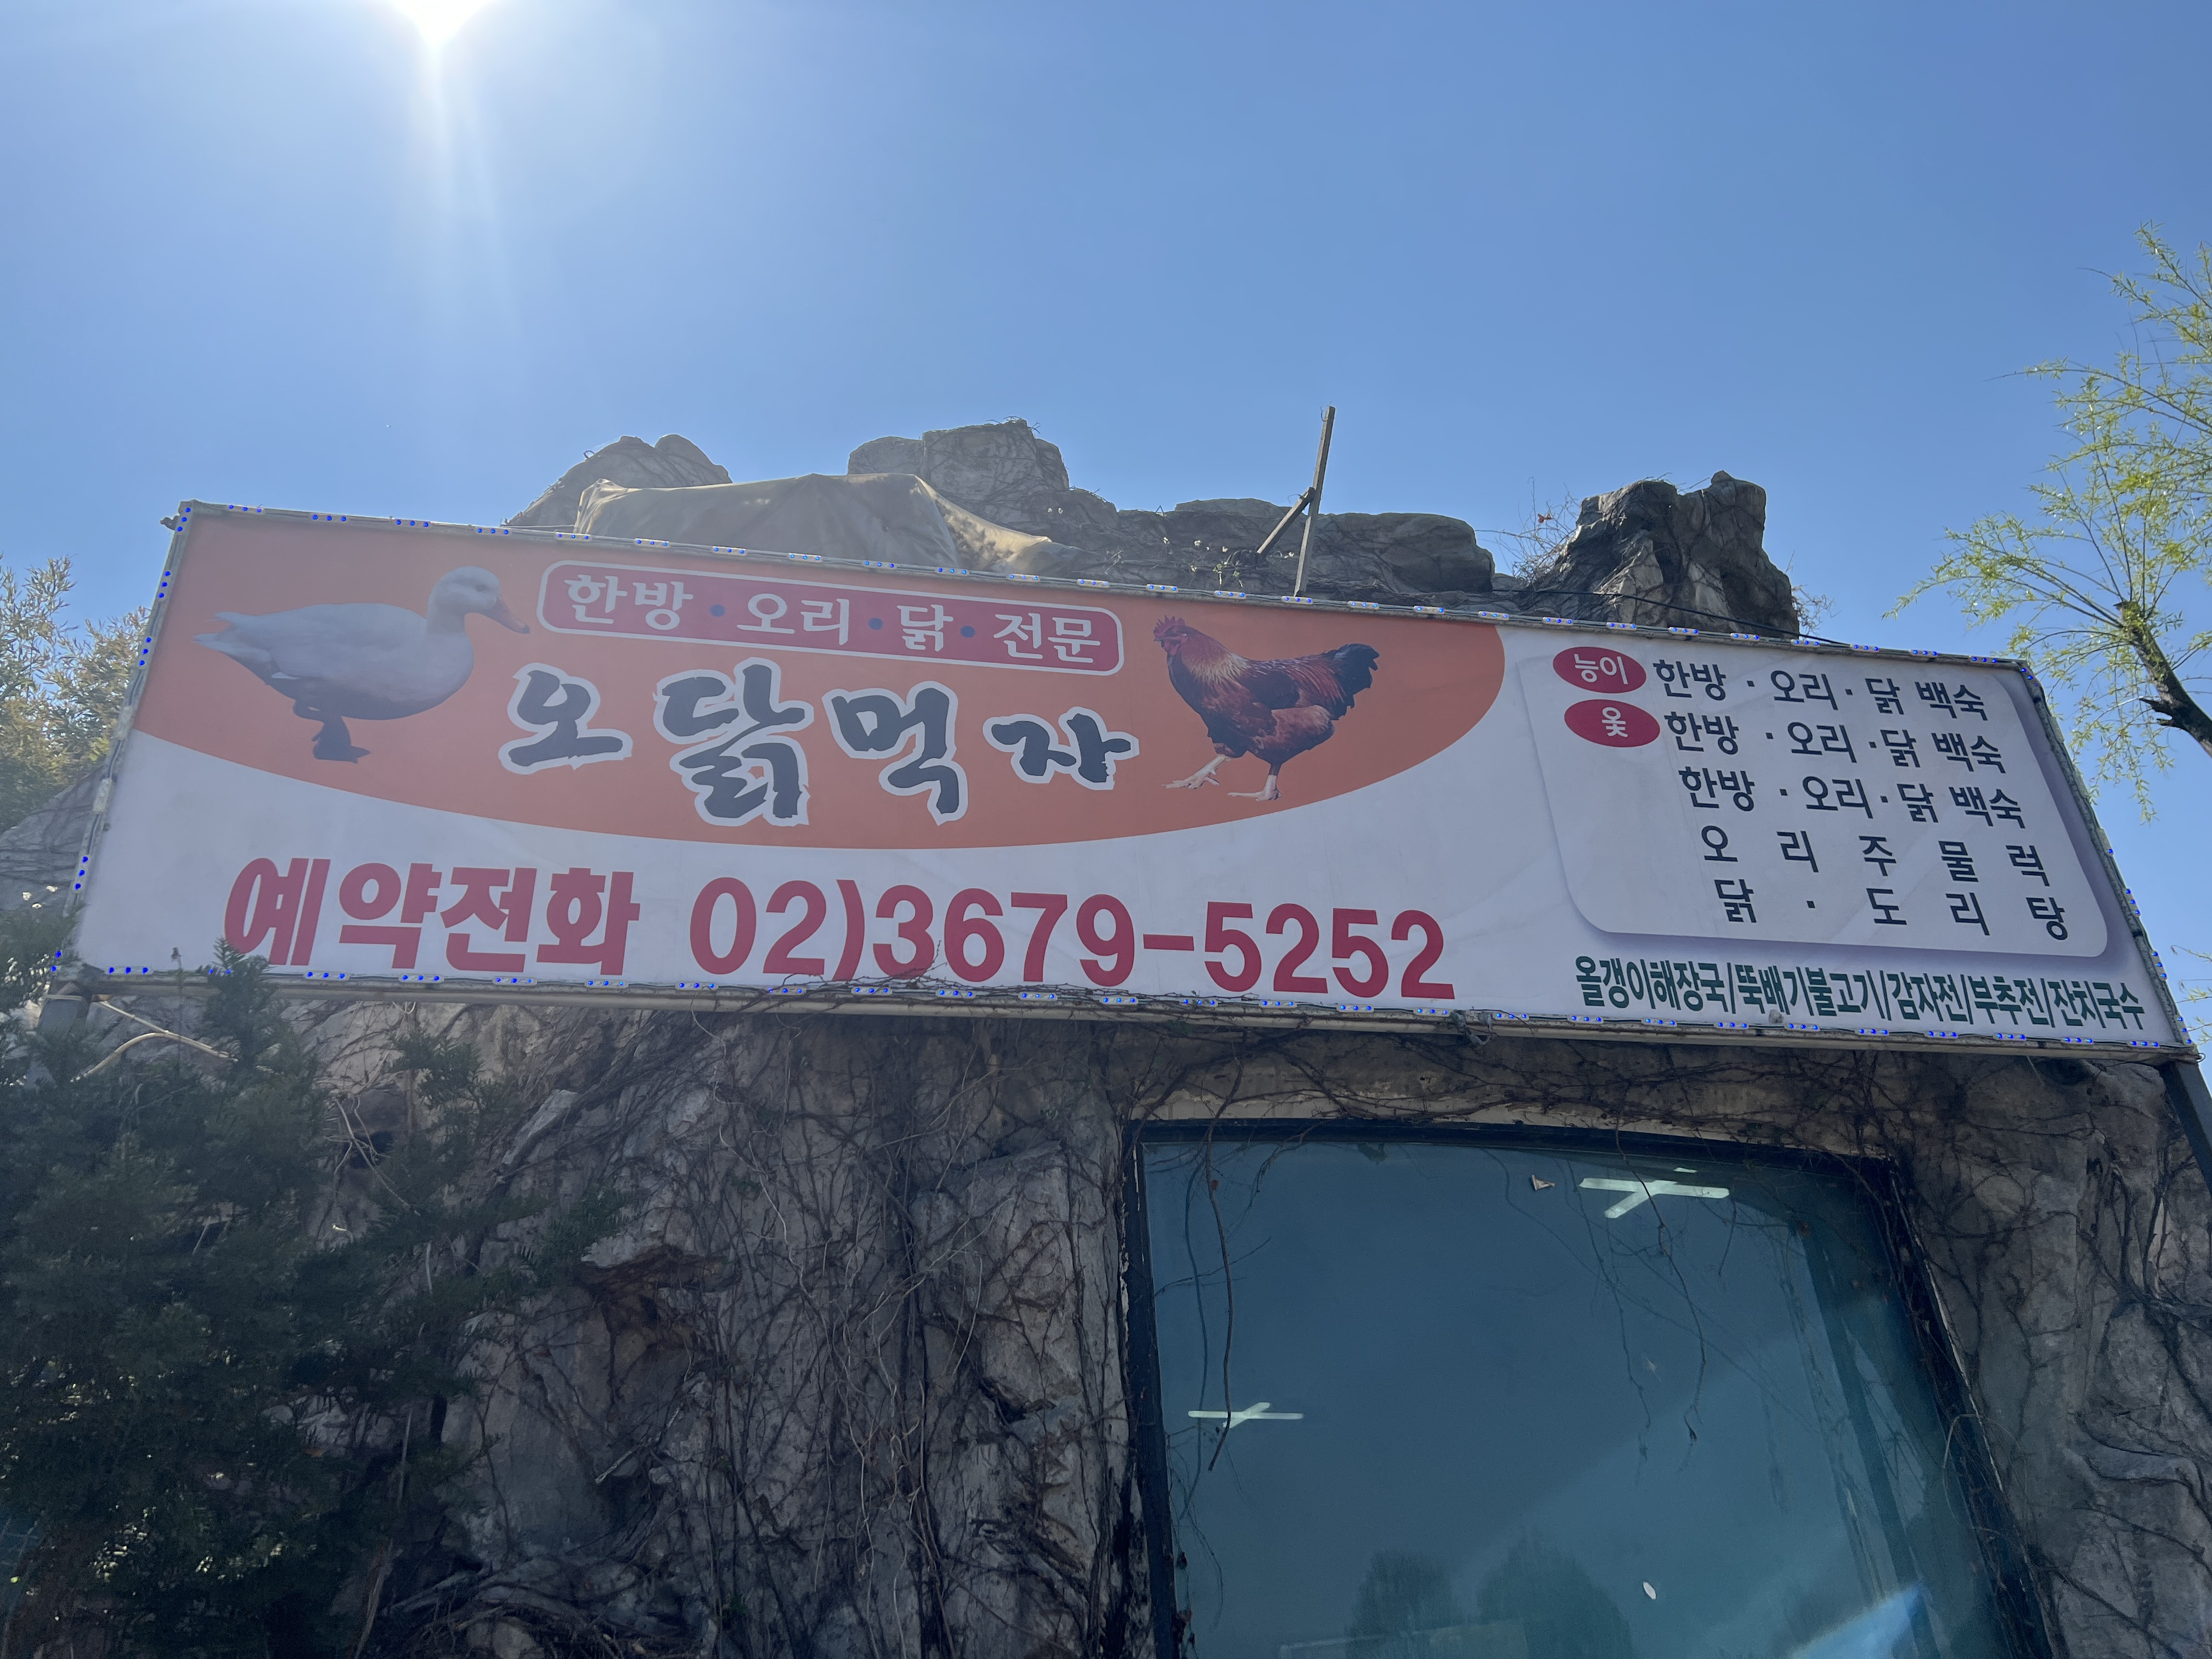 한방·오리·닭·전문
오닭먹자
예약전화 02)3679-5252
능이 한방·오리·닭 백숙
옻 한방·오리·닭 백숙
한방·오리·닭 백숙
오리주물럭
닭·도리탕
올갱이해장국/뚝배기불고기/감자전/부추전/잔치국수